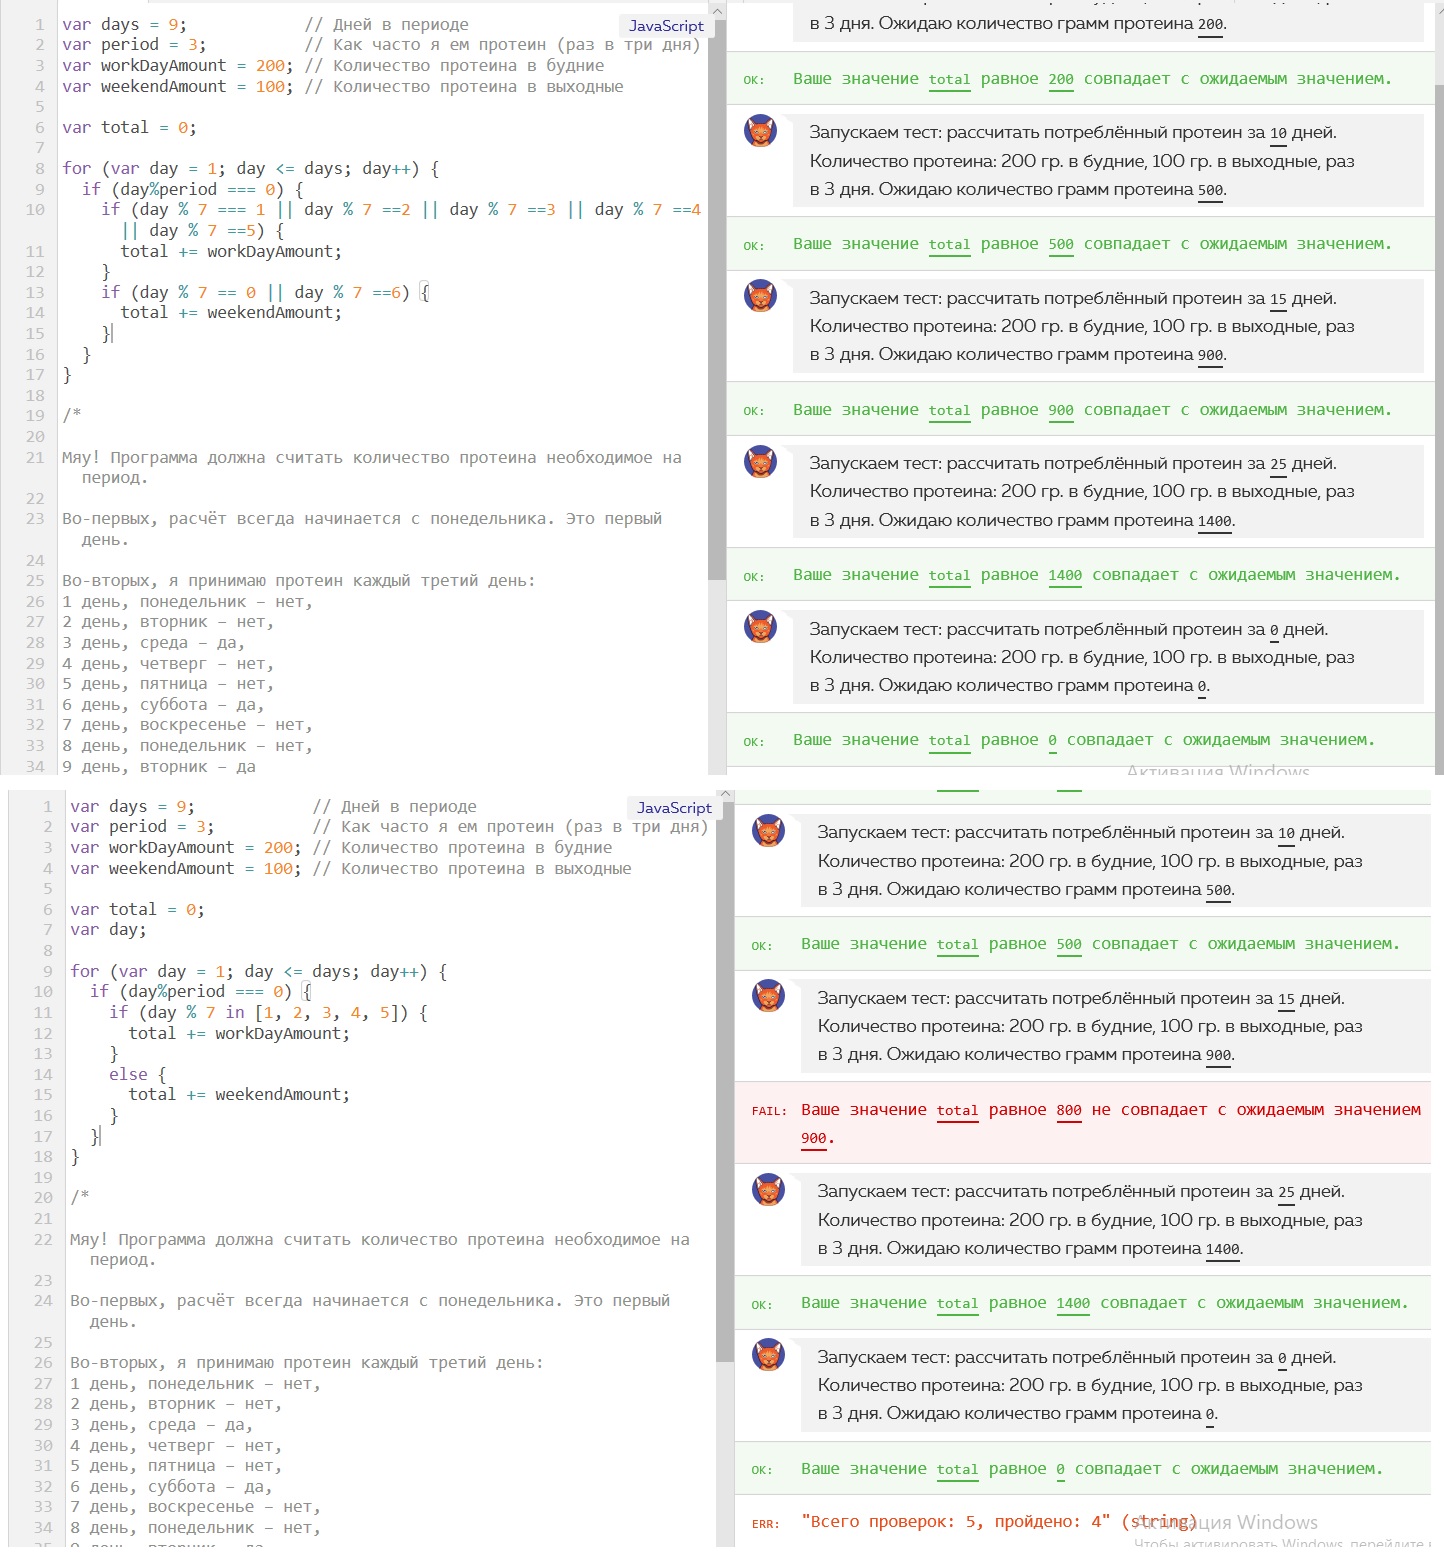 1 var days = 9; // Дней в периоде
JavaScript
2 var period = 3; // Как часто я ем протеин (раз в три дня)
3 var workDayAmount = 200; // Количество протеина в будние
4 var weekendAmount = 100; // Количество протеина в выходные
5
6 var total = 0;
7
8 for (var day = 1; day <= days; day++) {
9 if (day%period === 0) {
10 if (day % 7 === 1 || day % 7 ==2 || day % 7 ==3 || day % 7 ==4
|| day % 7 ==5) {
11 total += workDayAmount;
12 }
13 if (day % 7 == 0 || day % 7 ==6) {
14 total += weekendAmount;
15 }
16 }
17 }
18
19 /*
20
21 Мяу! Программа должна считать количество протеина необходимое на
период.
22
23 Во-первых, расчёт всегда начинается с понедельника. Это первый
день.
24
25 Во-вторых, я принимаю протеин каждый третий день:
26 1 день, понедельник – нет,
27 2 день, вторник – нет,
28 3 день, среда – да,
29 4 день, четверг – нет,
30 5 день, пятница – нет,
31 6 день, суббота – да,
32 7 день, воскресенье – нет,
33 8 день, понедельник – нет,
34 9 день, вторник – да
в 3 дня. Ожидаю количество грамм протеина 200.
OK: Ваше значение total равное 200 совпадает с ожидаемым значением.
Запускаем тест: рассчитать потреблённый протеин за 10 дней.
Количество протеина: 200 гр. в будние, 100 гр. в выходные, раз
в 3 дня. Ожидаю количество грамм протеина 500.
OK: Ваше значение total равное 500 совпадает с ожидаемым значением.
Запускаем тест: рассчитать потреблённый протеин за 15 дней.
Количество протеина: 200 гр. в будние, 100 гр. в выходные, раз
в 3 дня. Ожидаю количество грамм протеина 900.
OK: Ваше значение total равное 900 совпадает с ожидаемым значением.
Запускаем тест: рассчитать потреблённый протеин за 25 дней.
Количество протеина: 200 гр. в будние, 100 гр. в выходные, раз
в 3 дня. Ожидаю количество грамм протеина 1400.
OK: Ваше значение total равное 1400 совпадает с ожидаемым значением.
Запускаем тест: рассчитать потреблённый протеин за 0 дней.
Количество протеина: 200 гр. в будние, 100 гр. в выходные, раз
в 3 дня. Ожидаю количество грамм протеина 0.
OK: Ваше значение total равное 0 совпадает с ожидаемым значением.
Активация Windows
1 var days = 9; // Дней в периоде
JavaScript
2 var period = 3; // Как часто я ем протеин (раз в три дня)
3 var workDayAmount = 200; // Количество протеина в будние
4 var weekendAmount = 100; // Количество протеина в выходные
5
6 var total = 0;
7 var day;
8
9 for (var day = 1; day <= days; day++) {
10 if (day%period === 0) {
11 if (day % 7 in [1, 2, 3, 4, 5]) {
12 total += workDayAmount;
13 }
14 else {
15 total += weekendAmount;
16 }
17 }
18 }
19
20 /*
21
22 Мяу! Программа должна считать количество протеина необходимое на
период.
23
24 Во-первых, расчёт всегда начинается с понедельника. Это первый
день.
25
26 Во-вторых, я принимаю протеин каждый третий день:
27 1 день, понедельник – нет,
28 2 день, вторник – нет,
29 3 день, среда – да,
30 4 день, четверг – нет,
31 5 день, пятница – нет,
32 6 день, суббота – да,
33 7 день, воскресенье – нет,
34 8 день, понедельник – нет,
Запускаем тест: рассчитать потреблённый протеин за 10 дней.
Количество протеина: 200 гр. в будние, 100 гр. в выходные, раз
в 3 дня. Ожидаю количество грамм протеина 500.
OK: Ваше значение total равное 500 совпадает с ожидаемым значением.
Запускаем тест: рассчитать потреблённый протеин за 15 дней.
Количество протеина: 200 гр. в будние, 100 гр. в выходные, раз
в 3 дня. Ожидаю количество грамм протеина 900.
FAIL: Ваше значение total равное 800 не совпадает с ожидаемым значением
900.
Запускаем тест: рассчитать потреблённый протеин за 25 дней.
Количество протеина: 200 гр. в будние, 100 гр. в выходные, раз
в 3 дня. Ожидаю количество грамм протеина 1400.
OK: Ваше значение total равное 1400 совпадает с ожидаемым значением.
Запускаем тест: рассчитать потреблённый протеин за 0 дней.
Количество протеина: 200 гр. в будние, 100 гр. в выходные, раз
в 3 дня. Ожидаю количество грамм протеина 0.
OK: Ваше значение total равное 0 совпадает с ожидаемым значением.
ERR: "Всего проверок: 5, пройдено: 4" (string)
Активация Windows
Чтобы активировать Windows, перейдите